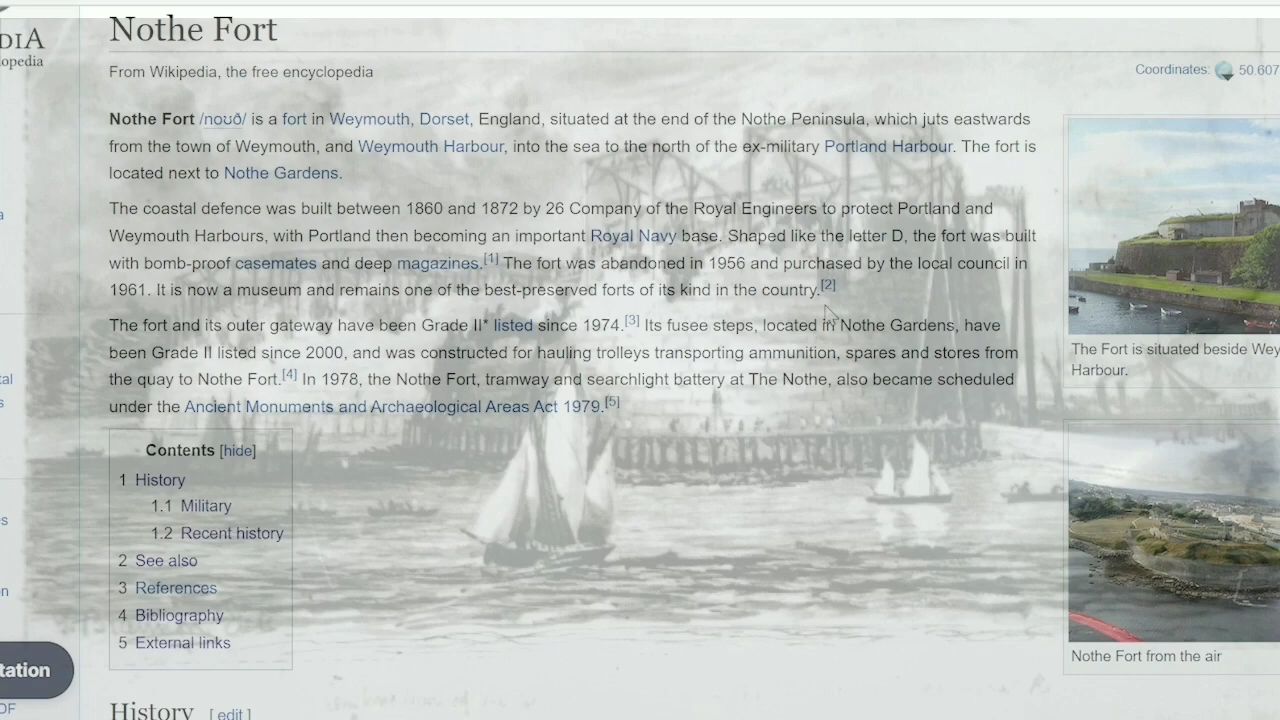 DIA
lopedia
Nothe Fort
From Wikipedia, the free encyclopedia
Coordinates: 50.607
Nothe Fort /noʊð/ is a fort in Weymouth, Dorset, England, situated at the end of the Nothe Peninsula, which juts eastwards
from the town of Weymouth, and Weymouth Harbour, into the sea to the north of the ex-military Portland Harbour. The fort is
located next to Nothe Gardens.
The coastal defence was built between 1860 and 1872 by 26 Company of the Royal Engineers to protect Portland and
Weymouth Harbours, with Portland then becoming an important Royal Navy base. Shaped like the letter D, the fort was built
with bomb-proof casemates and deep magazines.[1] The fort was abandoned in 1956 and purchased by the local council in
1961. It is now a museum and remains one of the best-preserved forts of its kind in the country.[2]
The fort and its outer gateway have been Grade II* listed since 1974.[3] Its fusee steps, located in Nothe Gardens, have
been Grade II listed since 2000, and was constructed for hauling trolleys transporting ammunition, spares and stores from
the quay to Nothe Fort.[4] In 1978, the Nothe Fort, tramway and searchlight battery at The Nothe, also became scheduled
under the Ancient Monuments and Archaeological Areas Act 1979.[5]
The Fort is situated beside Wey
Harbour.
Contents [hide]
1 History
1.1 Military
1.2 Recent history
2 See also
3 References
4 Bibliography
5 External links
Nothe Fort from the air
History [ edit ]
a
tal
s
es
en
tation
DF